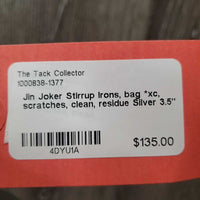 The Tack Collector
1000838-1377
Jin Joker Stirrup Irons, bag *xc,
scratches, clean, residue Silver 3.5"
4DYU1A
$135.00